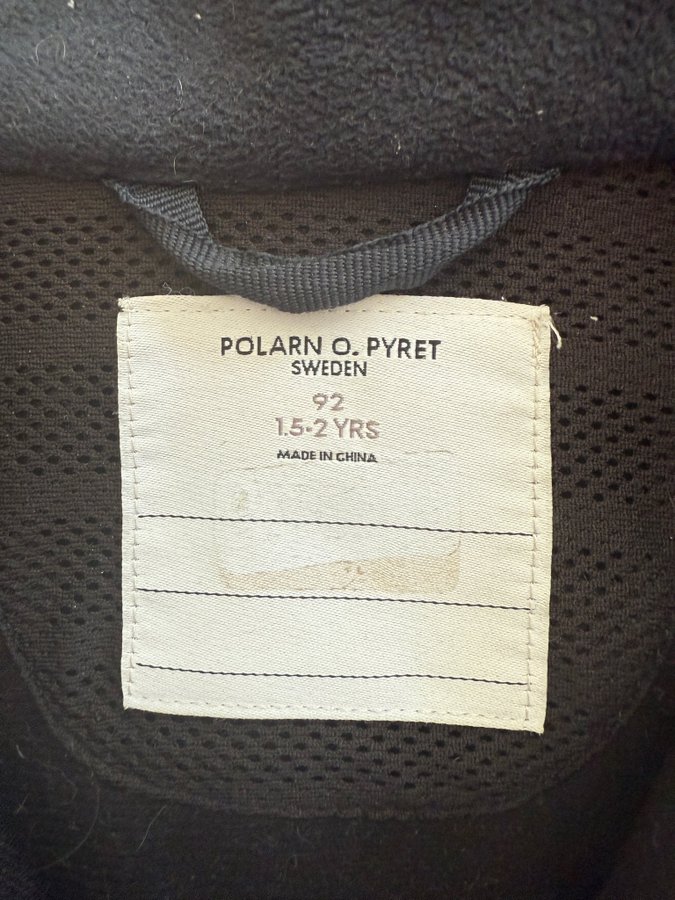 POLARN O. PYRET
SWEDEN
92
1.5-2 YRS
MADE IN CHINA